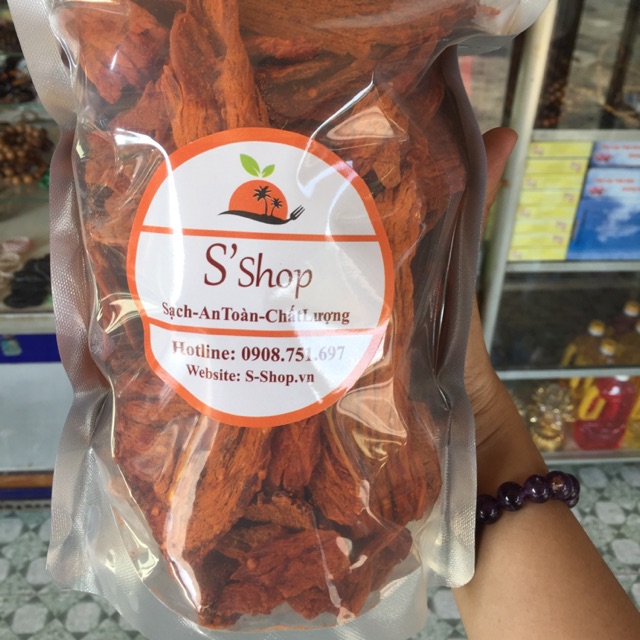 S'Shop
Sạch-AnToàn-ChấtLượng
Hotline: 0908.751.697
Website: S-Shop.vn